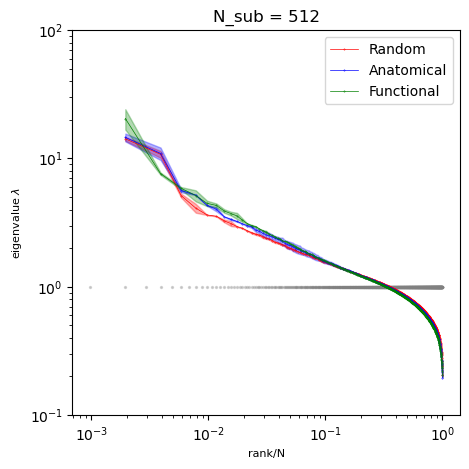 N_sub = 512
10²
10¹
10⁰
10⁻¹
eigenvalue λ
Random
Anatomical
Functional
10⁻³
10⁻²
10⁻¹
10⁰
rank/N